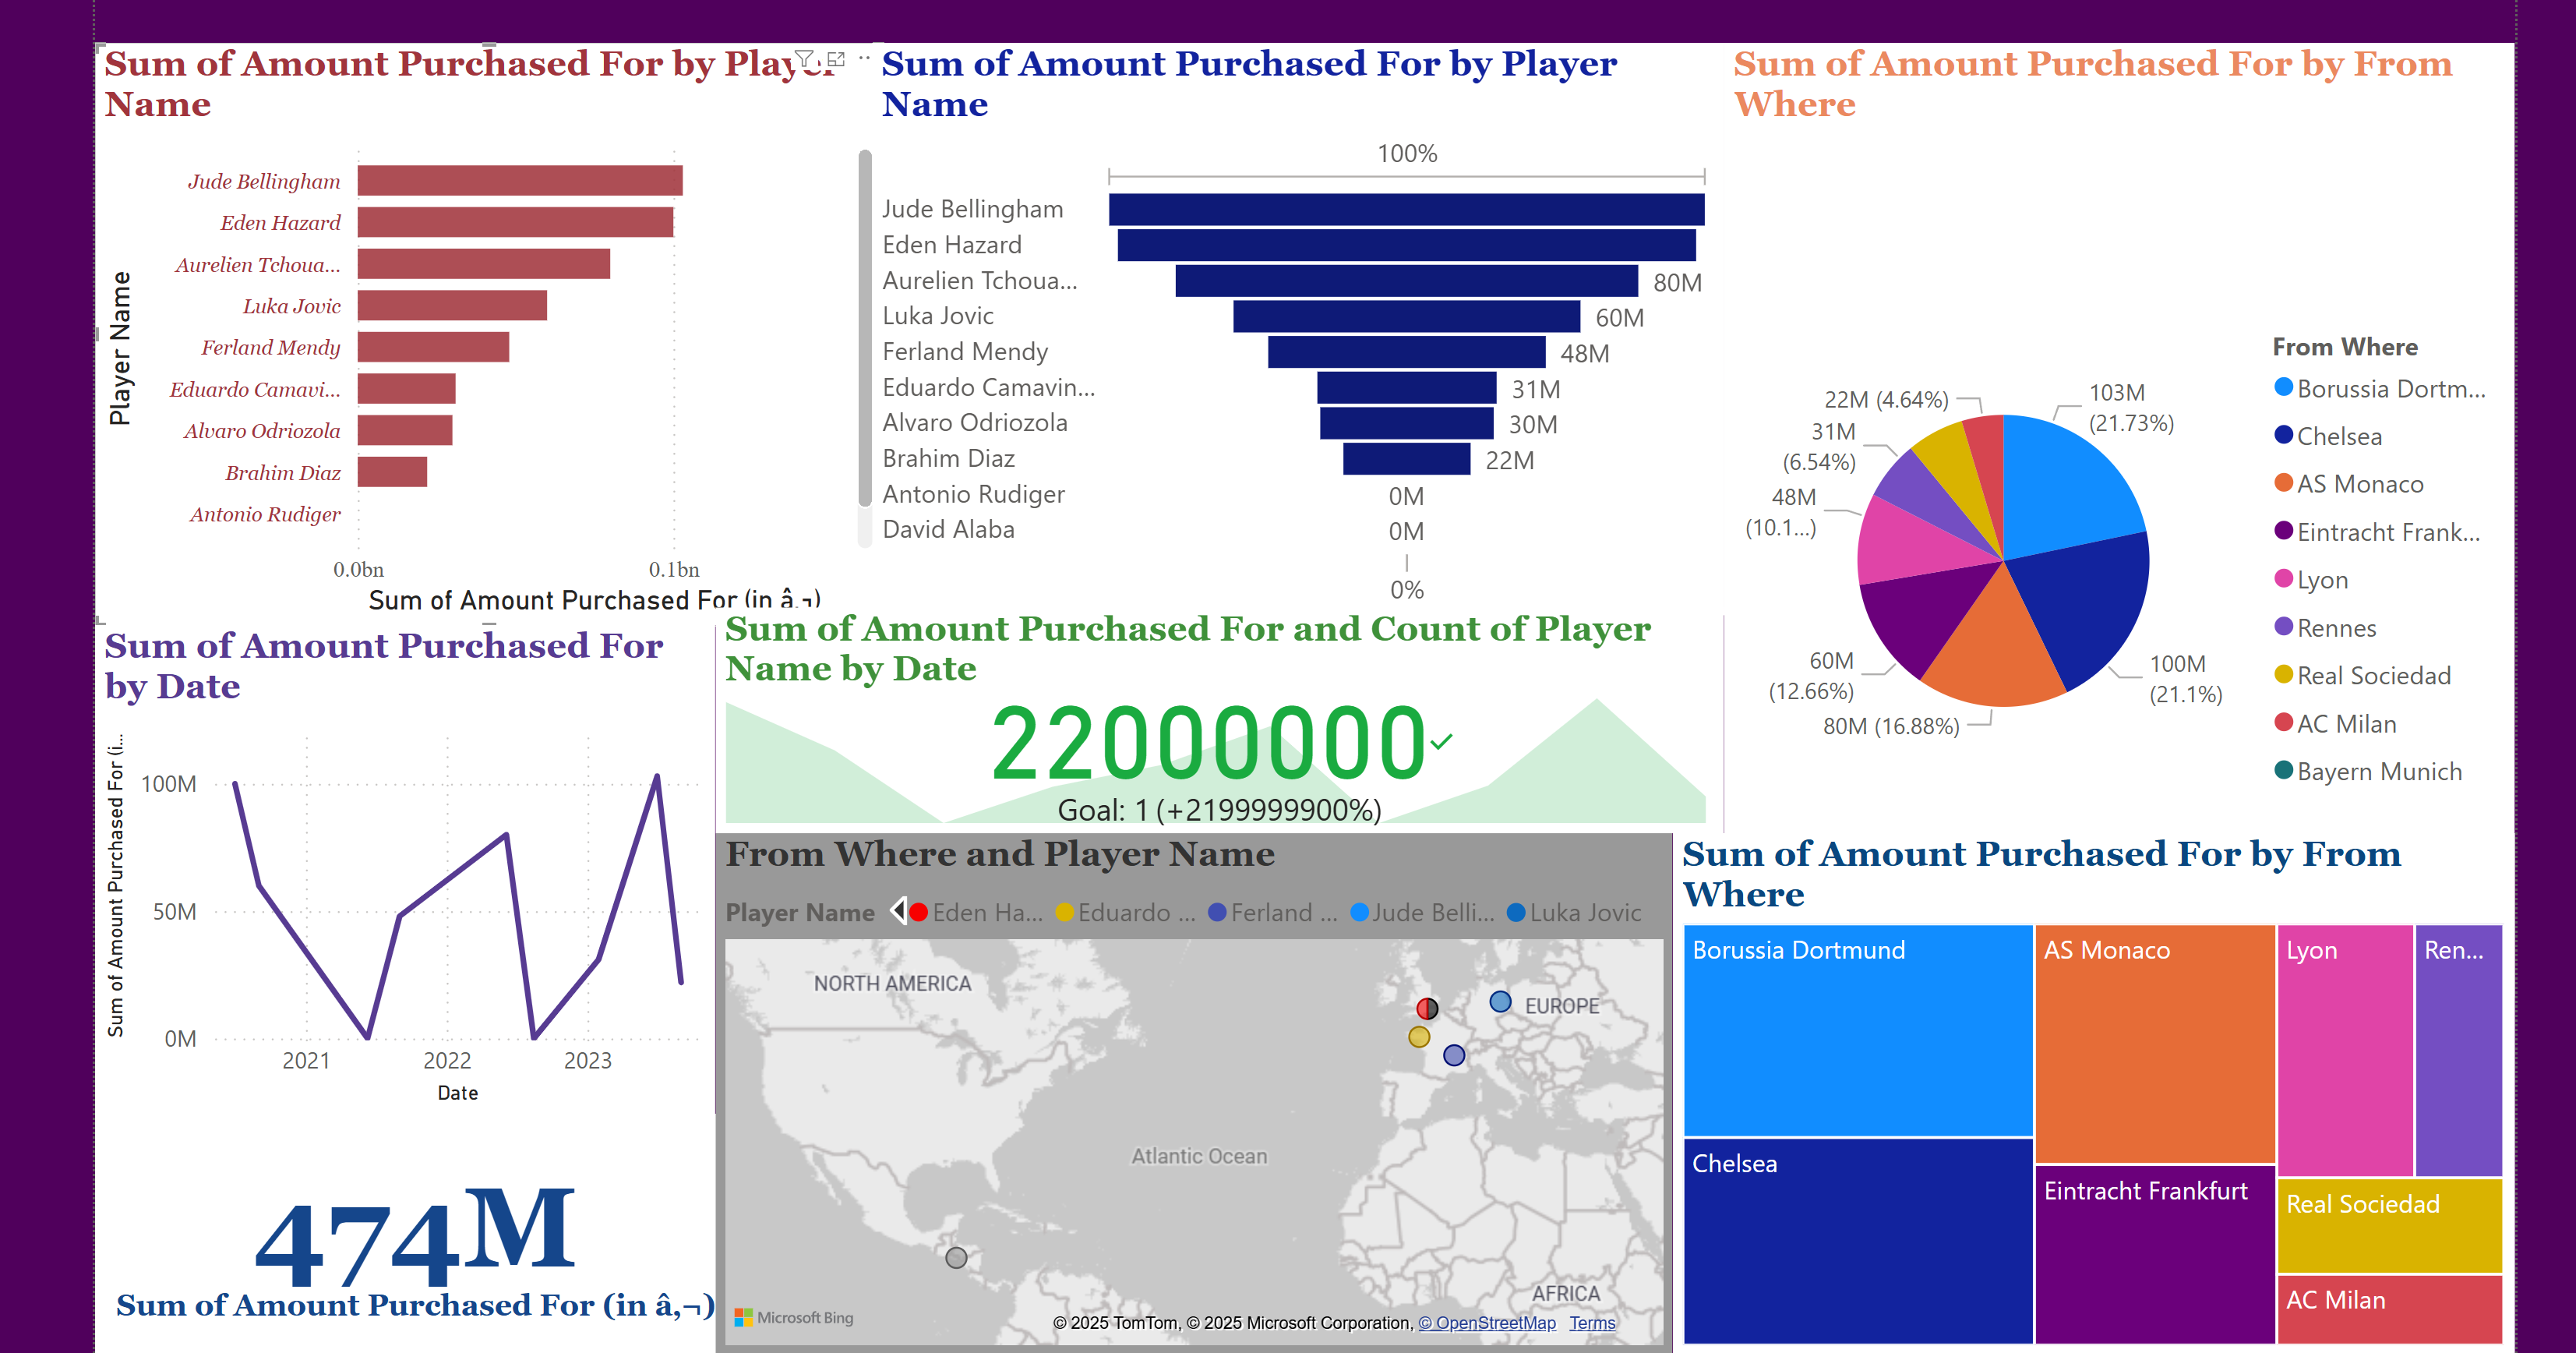 Sum of Amount Purchased For by Player
Name
Player Name
Jude Bellingham
Eden Hazard
Aurelien Tchoua...
Luka Jovic
Ferland Mendy
Eduardo Camavi...
Alvaro Odriozola
Brahim Diaz
Antonio Rudiger
0.0bn
0.1bn
Sum of Amount Purchased For (in â‚¬)
Sum of Amount Purchased For by Player
Name
100%
Jude Bellingham
Eden Hazard
Aurelien Tchoua...
80M
Luka Jovic
60M
Ferland Mendy
48M
Eduardo Camavin...
31M
Alvaro Odriozola
30M
Brahim Diaz
22M
Antonio Rudiger
0M
David Alaba
0M
0%
Sum of Amount Purchased For by From
Where
22M (4.64%)
103M
(21.73%)
31M
(6.54%)
48M
(10.1...)
60M
(12.66%)
80M (16.88%)
100M
(21.1%)
From Where
Borussia Dortm...
Chelsea
AS Monaco
Eintracht Frank...
Lyon
Rennes
Real Sociedad
AC Milan
Bayern Munich
Sum of Amount Purchased For
by Date
Sum of Amount Purchased For (i...
100M
50M
0M
2021
2022
2023
Date
Sum of Amount Purchased For and Count of Player
Name by Date
22000000
Goal: 1 (+2199999900%)
From Where and Player Name
Player Name
Eden Ha...
Eduardo ...
Ferland ...
Jude Belli...
Luka Jovic
NORTH AMERICA
EUROPE
Atlantic Ocean
AFRICA
Microsoft Bing
© 2025 TomTom, © 2025 Microsoft Corporation, © OpenStreetMap Terms
Sum of Amount Purchased For by From
Where
Borussia Dortmund
AS Monaco
Lyon
Ren...
Chelsea
Eintracht Frankfurt
Real Sociedad
AC Milan
474M
Sum of Amount Purchased For (in â‚¬)